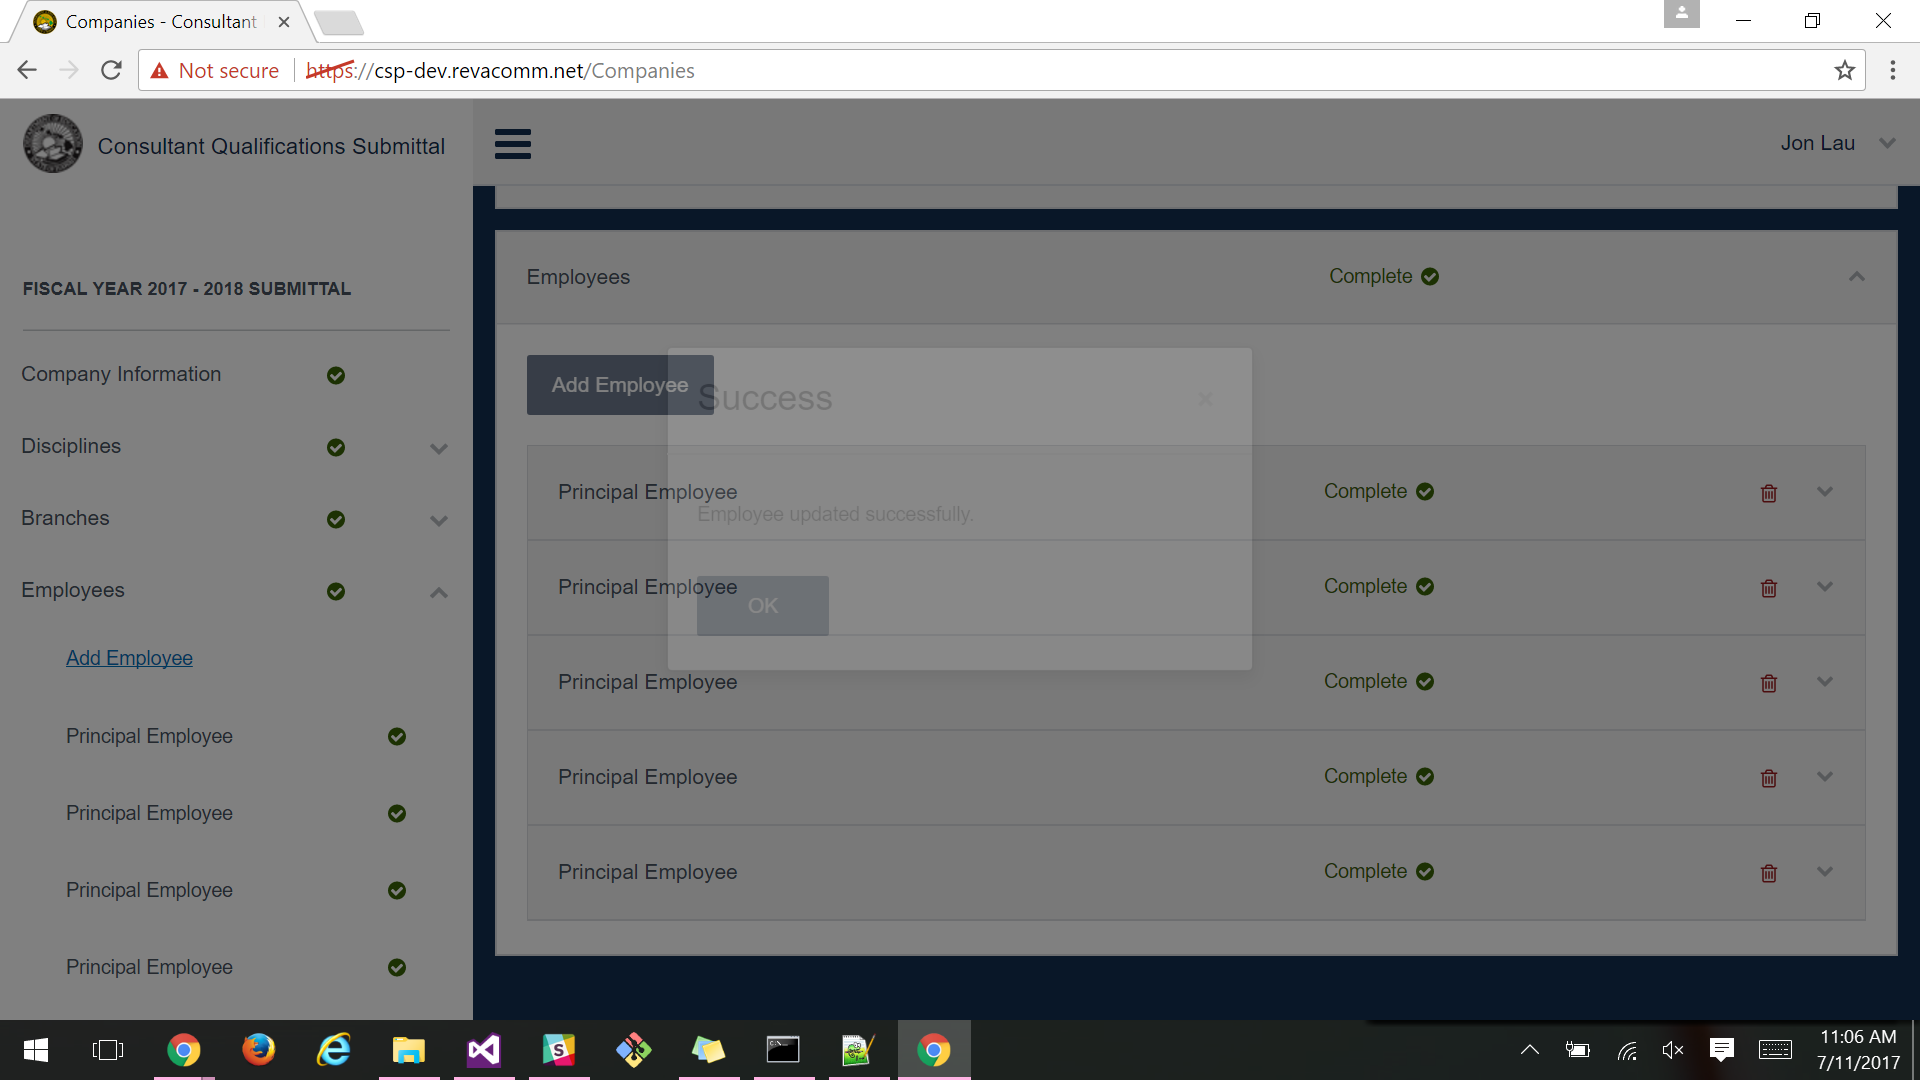 Companies - Consultant
Not secure
https://csp-dev.revacomm.net/Companies
Consultant Qualifications Submittal
Jon Lau
FISCAL YEAR 2017 - 2018 SUBMITTAL
Company Information
Disciplines
Branches
Employees
Add Employee
Principal Employee
Principal Employee
Principal Employee
Principal Employee
Employees
Complete
Add Employee
Success
×
Principal Employee
Complete
Employee updated successfully.
Principal Employee
Complete
OK
Principal Employee
Complete
Principal Employee
Complete
Principal Employee
Complete
11:06 AM
7/11/2017